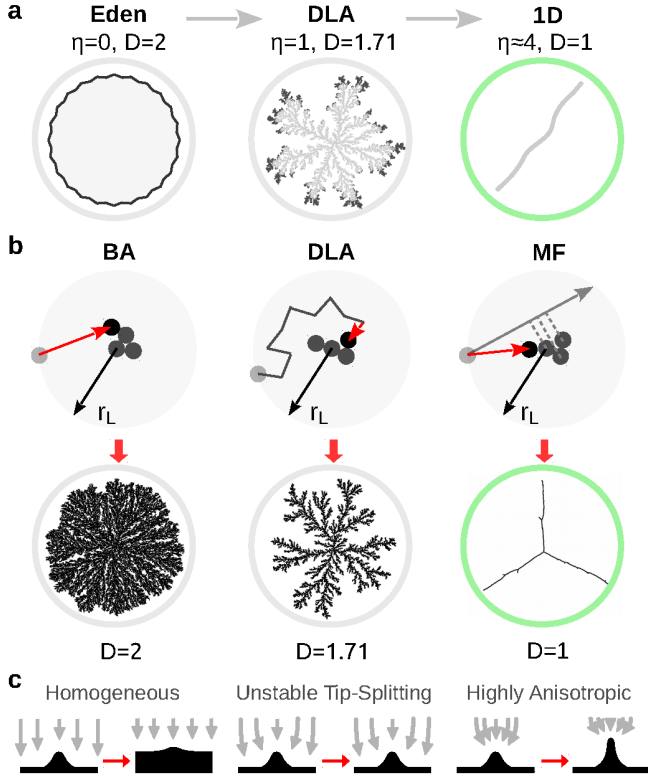 a
Eden DLA 1D
η=0, D=2 η=1, D=1.71 η≈4, D=1
b
BA DLA MF
rL rL rL
D=2 D=1.71 D=1
c
Homogeneous Unstable Tip-Splitting Highly Anisotropic